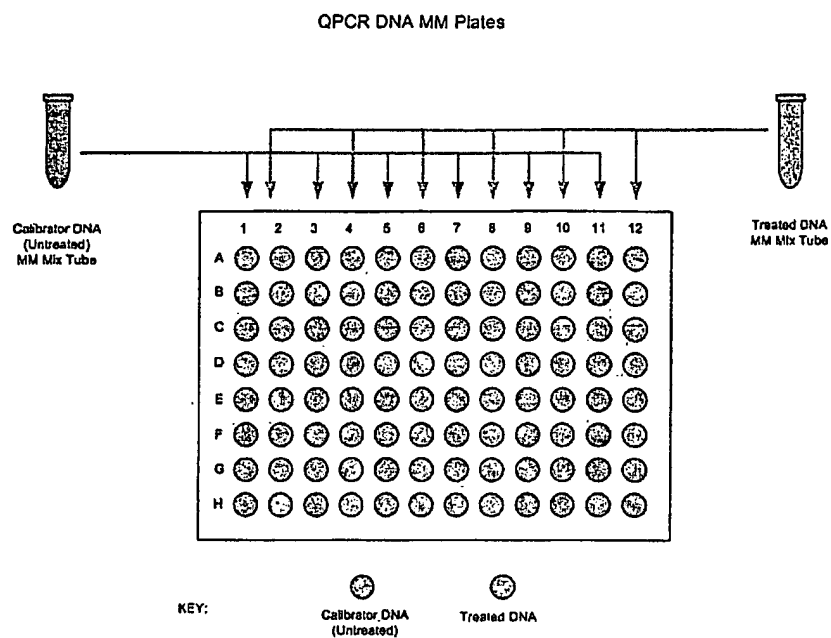 QPCR DNA MM Plates
Calibrator DNA
(Untreated)
MM Mix Tube
Treated DNA
MM Mix Tube
1 2 3 4 5 6 7 8 9 10 11 12
A
B
C
D
E
F
G
H
KEY:
Calibrator DNA
(Untreated)
Treated DNA